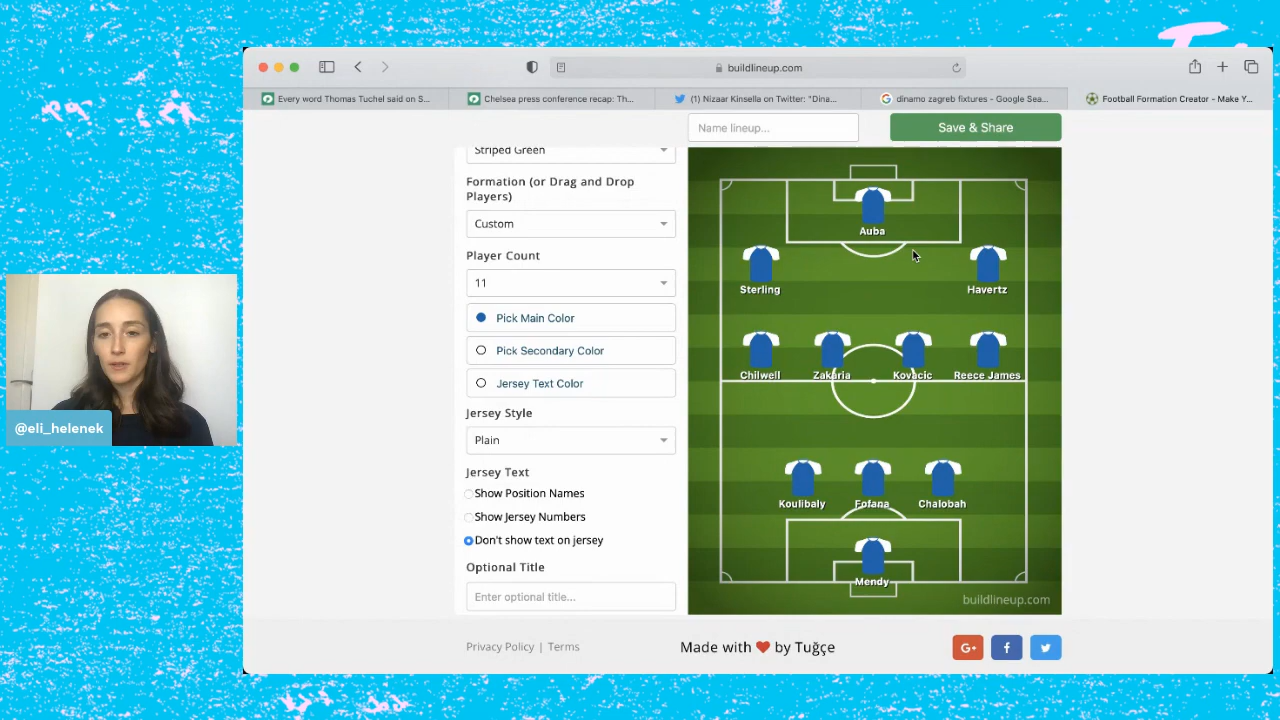 buildlineup.com
Every word Thomas Tuchel said on S...
Chelsea press conference recap: Th...
(1) Nizaar Kinsella on Twitter: "Dina...
dinamo zagreb fixtures - Google Sea...
Football Formation Creator - Make Y...
Name lineup...
Save & Share
Striped Green
Formation (or Drag and Drop
Players)
Custom
Player Count
11
Pick Main Color
Pick Secondary Color
Jersey Text Color
Jersey Style
Plain
Jersey Text
Show Position Names
Show Jersey Numbers
Don't show text on jersey
Optional Title
Enter optional title...
Auba
Sterling Havertz
Chilwell Zakaria Kovacic Reece James
Koulibaly Fofana Chalobah
Mendy
buildlineup.com
@eli_helenek
Privacy Policy | Terms
Made with ❤ by Tuğçe
G+ f